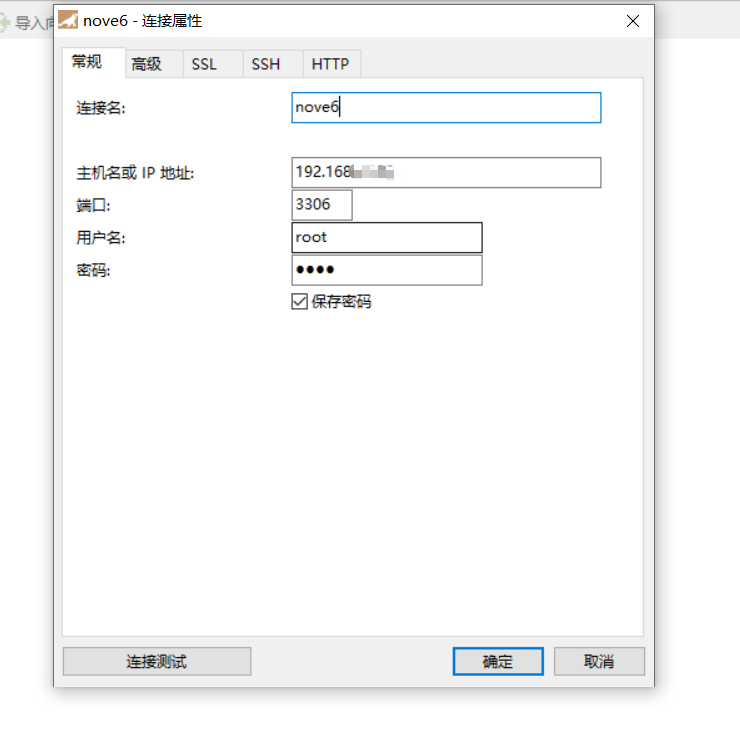 导入向
nove6 - 连接属性
常规 高级 SSL SSH HTTP
连接名: nove6
主机名或 IP 地址: 192.168
端口: 3306
用户名: root
密码: ●●●●
保存密码
连接测试 确定 取消